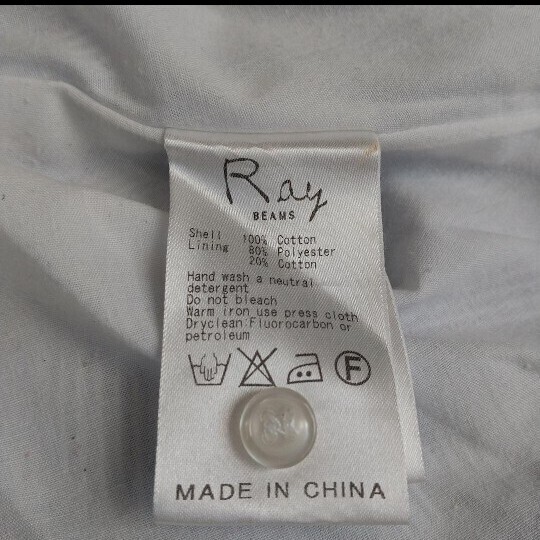 Ray
BEAMS
Shell 100% Cotton
Lining 80% Polyester
20% Cotton
Hand wash a neutral
detergent
Do not bleach
Warm iron use press cloth
Dryclean Fluorocarbon or
petroleum
F
MADE IN CHINA